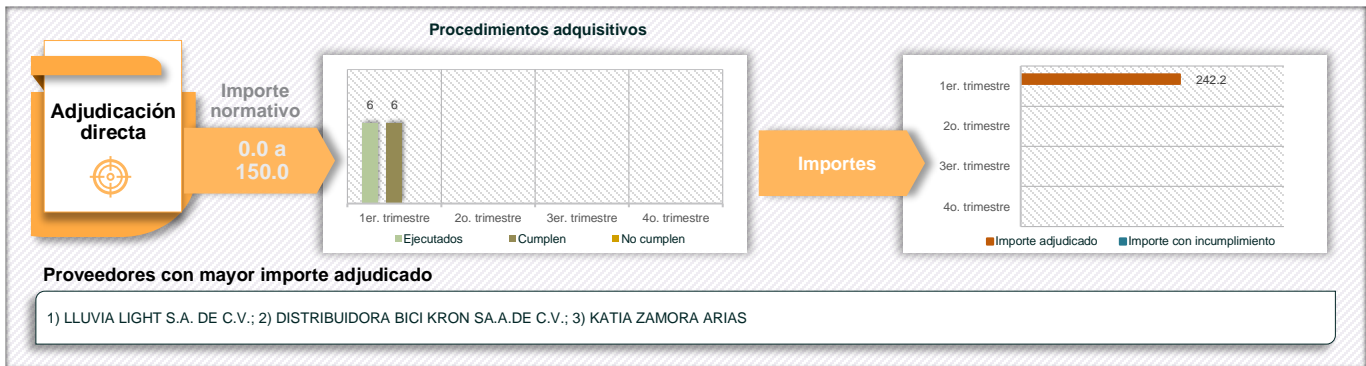 Procedimientos adquisitivos
Adjudicación
directa
Importe
normativo
0.0 a
150.0
6 6
1er. trimestre 2o. trimestre 3er. trimestre 4o. trimestre
Ejecutados Cumplen No cumplen
Importes
1er. trimestre 242.2
2o. trimestre
3er. trimestre
4o. trimestre
Importe adjudicado Importe con incumplimiento
Proveedores con mayor importe adjudicado
1) LLUVIA LIGHT S.A. DE C.V.; 2) DISTRIBUIDORA BICI KRON SA.A.DE C.V.; 3) KATIA ZAMORA ARIAS